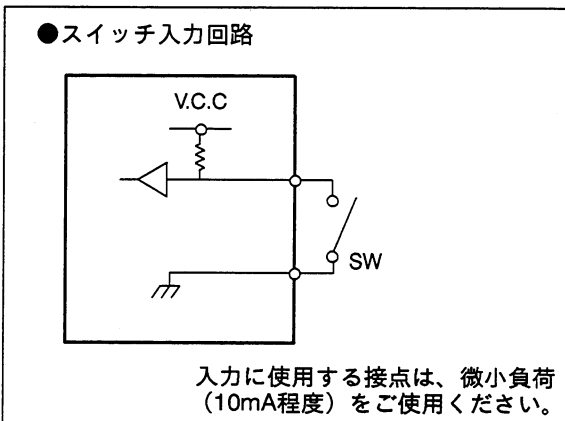 ●スイッチ入力回路
V.C.C
SW
入力に使用する接点は、微小負荷
（10mA程度）をご使用ください。